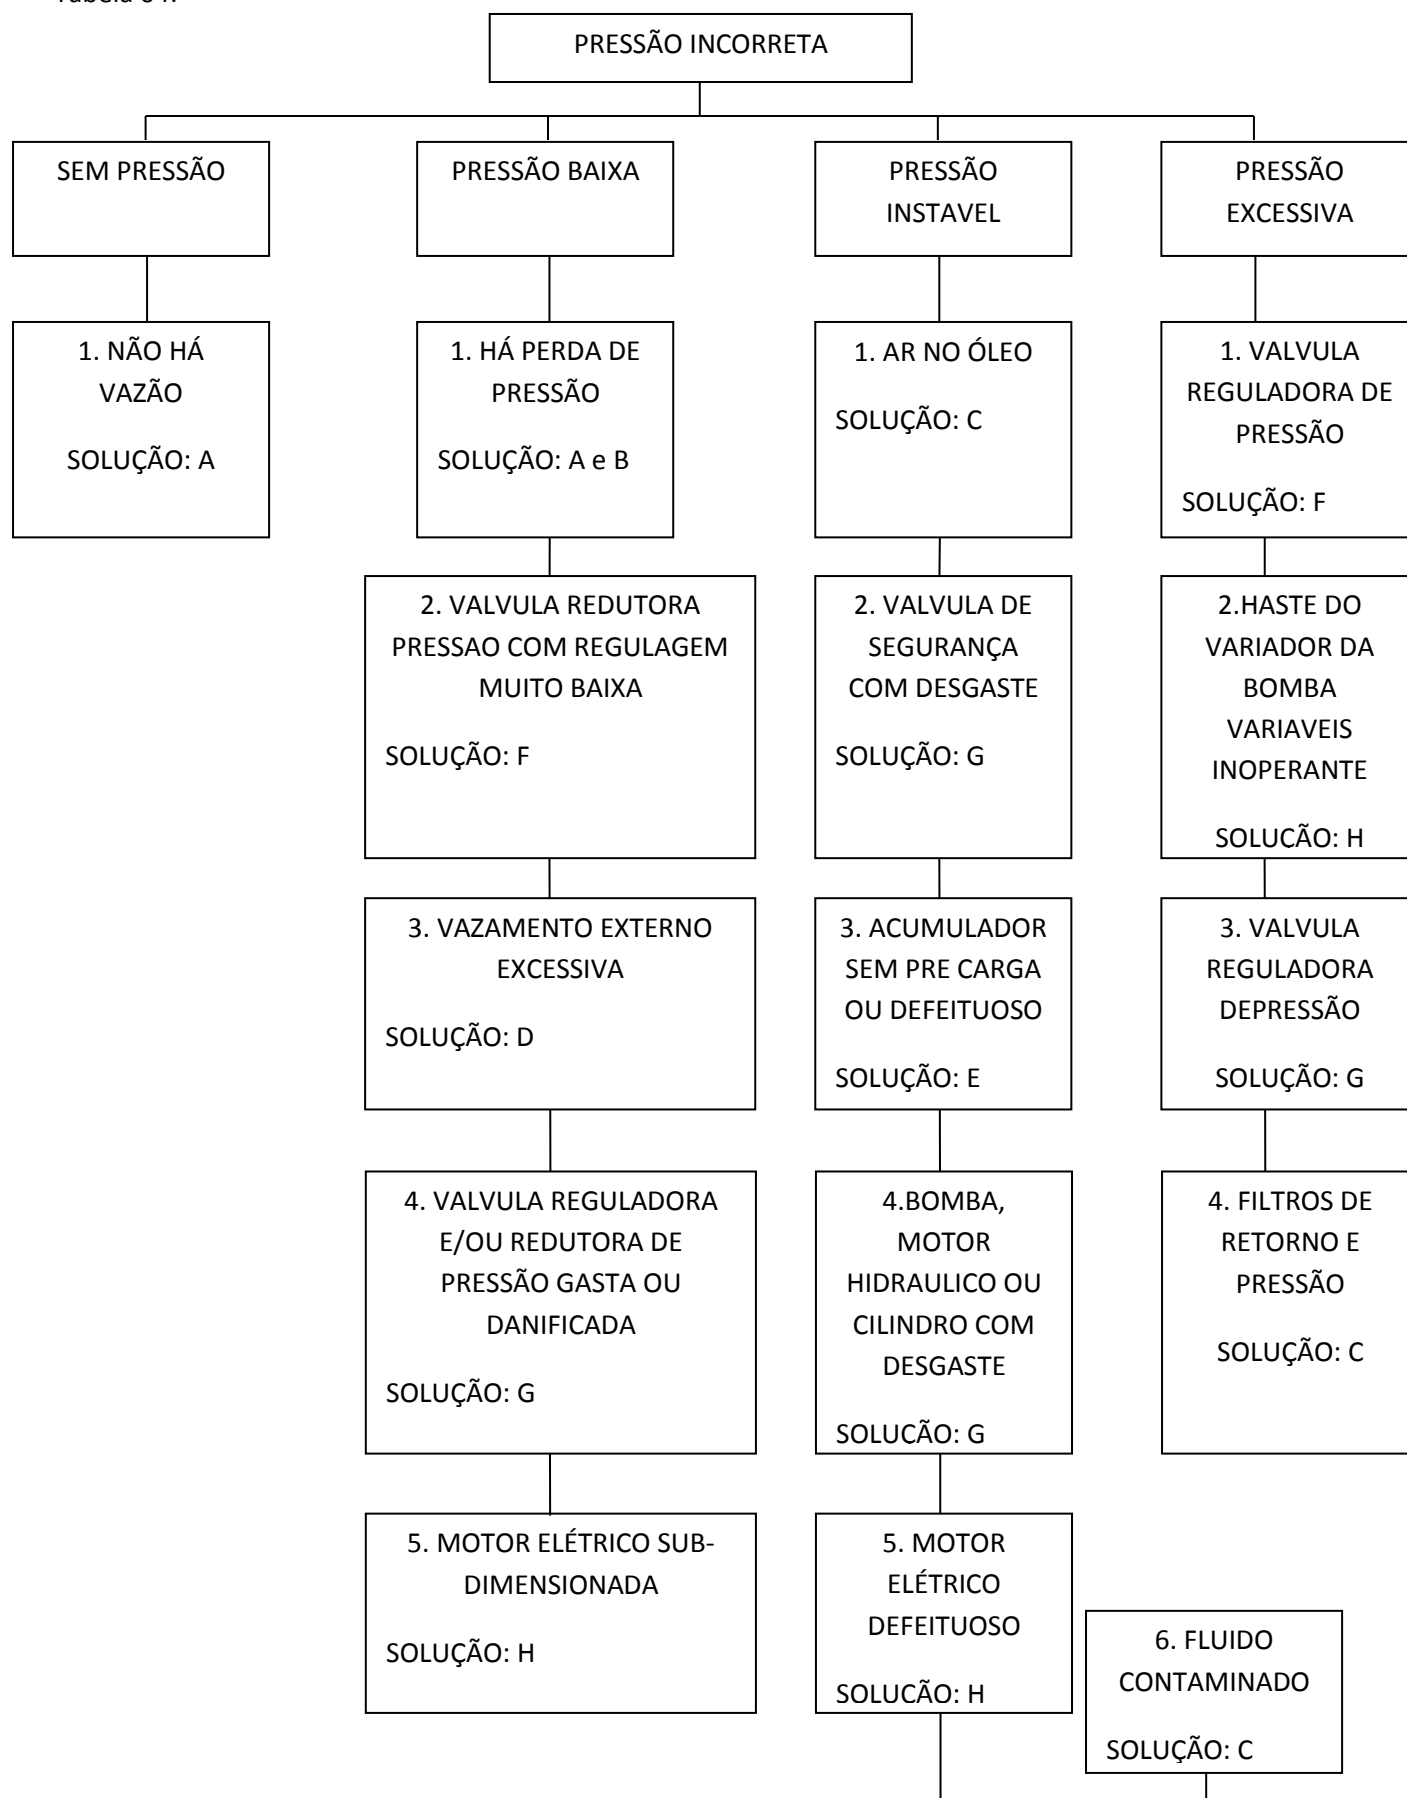 PRESSÃO INCORRETA
SEM PRESSÃO
PRESSÃO BAIXA
PRESSÃO
INSTAVEL
PRESSÃO
EXCESSIVA
1. NÃO HÁ
VAZÃO
SOLUÇÃO: A
1. HÁ PERDA DE
PRESSÃO
SOLUÇÃO: A e B
1. AR NO ÓLEO
SOLUÇÃO: C
1. VALVULA
REGULADORA DE
PRESSÃO
SOLUÇÃO: F
2. VALVULA REDUTORA
PRESSAO COM REGULAGEM
MUITO BAIXA
SOLUÇÃO: F
2. VALVULA DE
SEGURANÇA
COM DESGASTE
SOLUÇÃO: G
2.HASTE DO
VARIADOR DA
BOMBA
VARIAVEIS
INOPERANTE
SOLUÇÃO: H
3. VAZAMENTO EXTERNO
EXCESSIVA
SOLUÇÃO: D
3. ACUMULADOR
SEM PRE CARGA
OU DEFEITUOSO
SOLUÇÃO: E
3. VALVULA
REGULADORA
DEPRESSÃO
SOLUÇÃO: G
4. VALVULA REGULADORA
E/OU REDUTORA DE
PRESSÃO GASTA OU
DANIFICADA
SOLUÇÃO: G
4.BOMBA,
MOTOR
HIDRAULICO OU
CILINDRO COM
DESGASTE
SOLUÇÃO: G
4. FILTROS DE
RETORNO E
PRESSÃO
SOLUÇÃO: C
5. MOTOR ELÉTRICO SUB-
DIMENSIONADA
SOLUÇÃO: H
5. MOTOR
ELÉTRICO
DEFEITUOSO
SOLUÇÃO: H
6. FLUIDO
CONTAMINADO
SOLUÇÃO: C